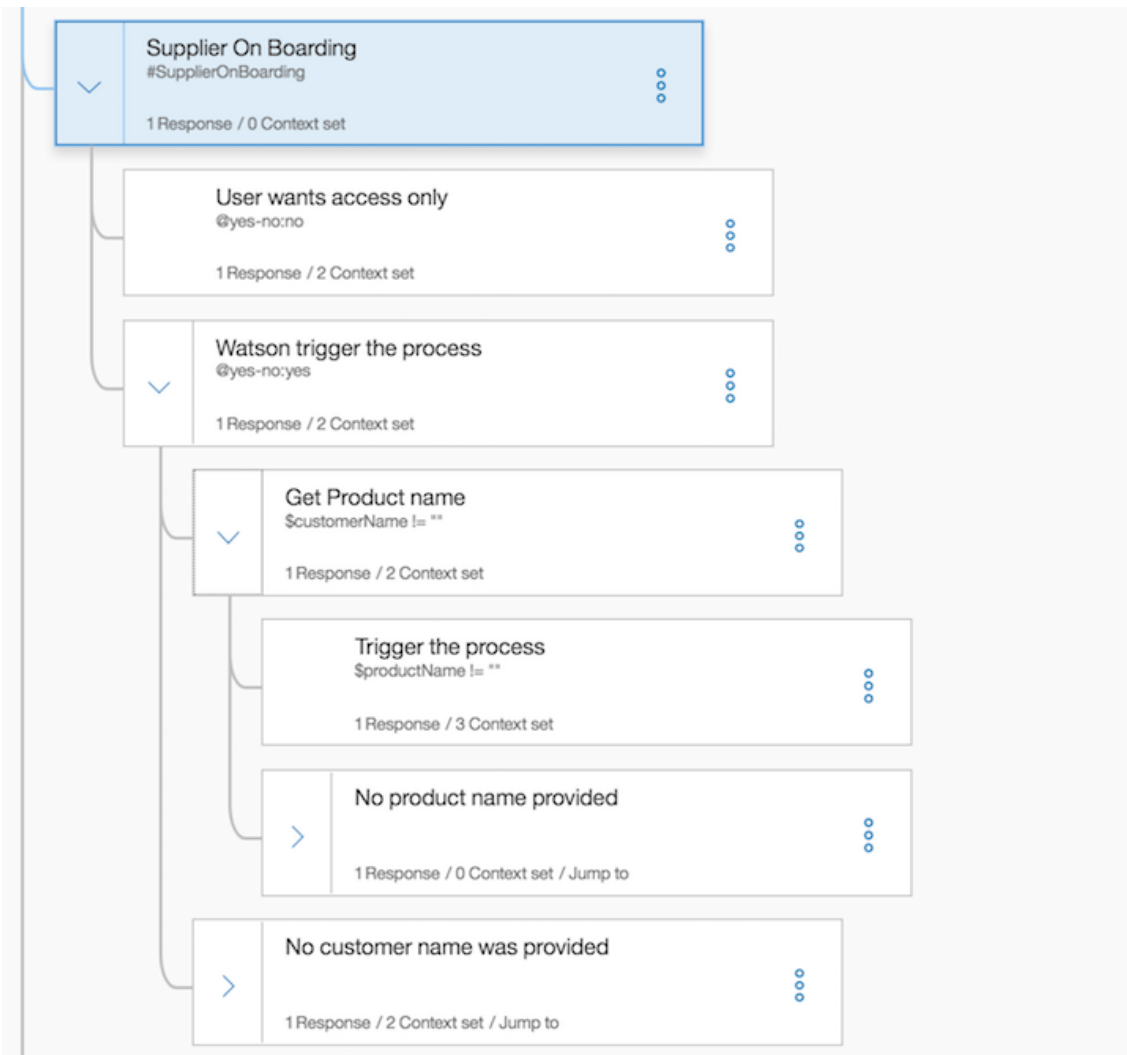 Supplier On Boarding
#SupplierOnBoarding
1 Response / 0 Context set
User wants access only
@yes-no:no
1 Response / 2 Context set
Watson trigger the process
@yes-no:yes
1 Response / 2 Context set
Get Product name
$customerName != ""
1 Response / 2 Context set
Trigger the process
$productName != ""
1 Response / 3 Context set
No product name provided
1 Response / 0 Context set / Jump to
No customer name was provided
1 Response / 2 Context set / Jump to